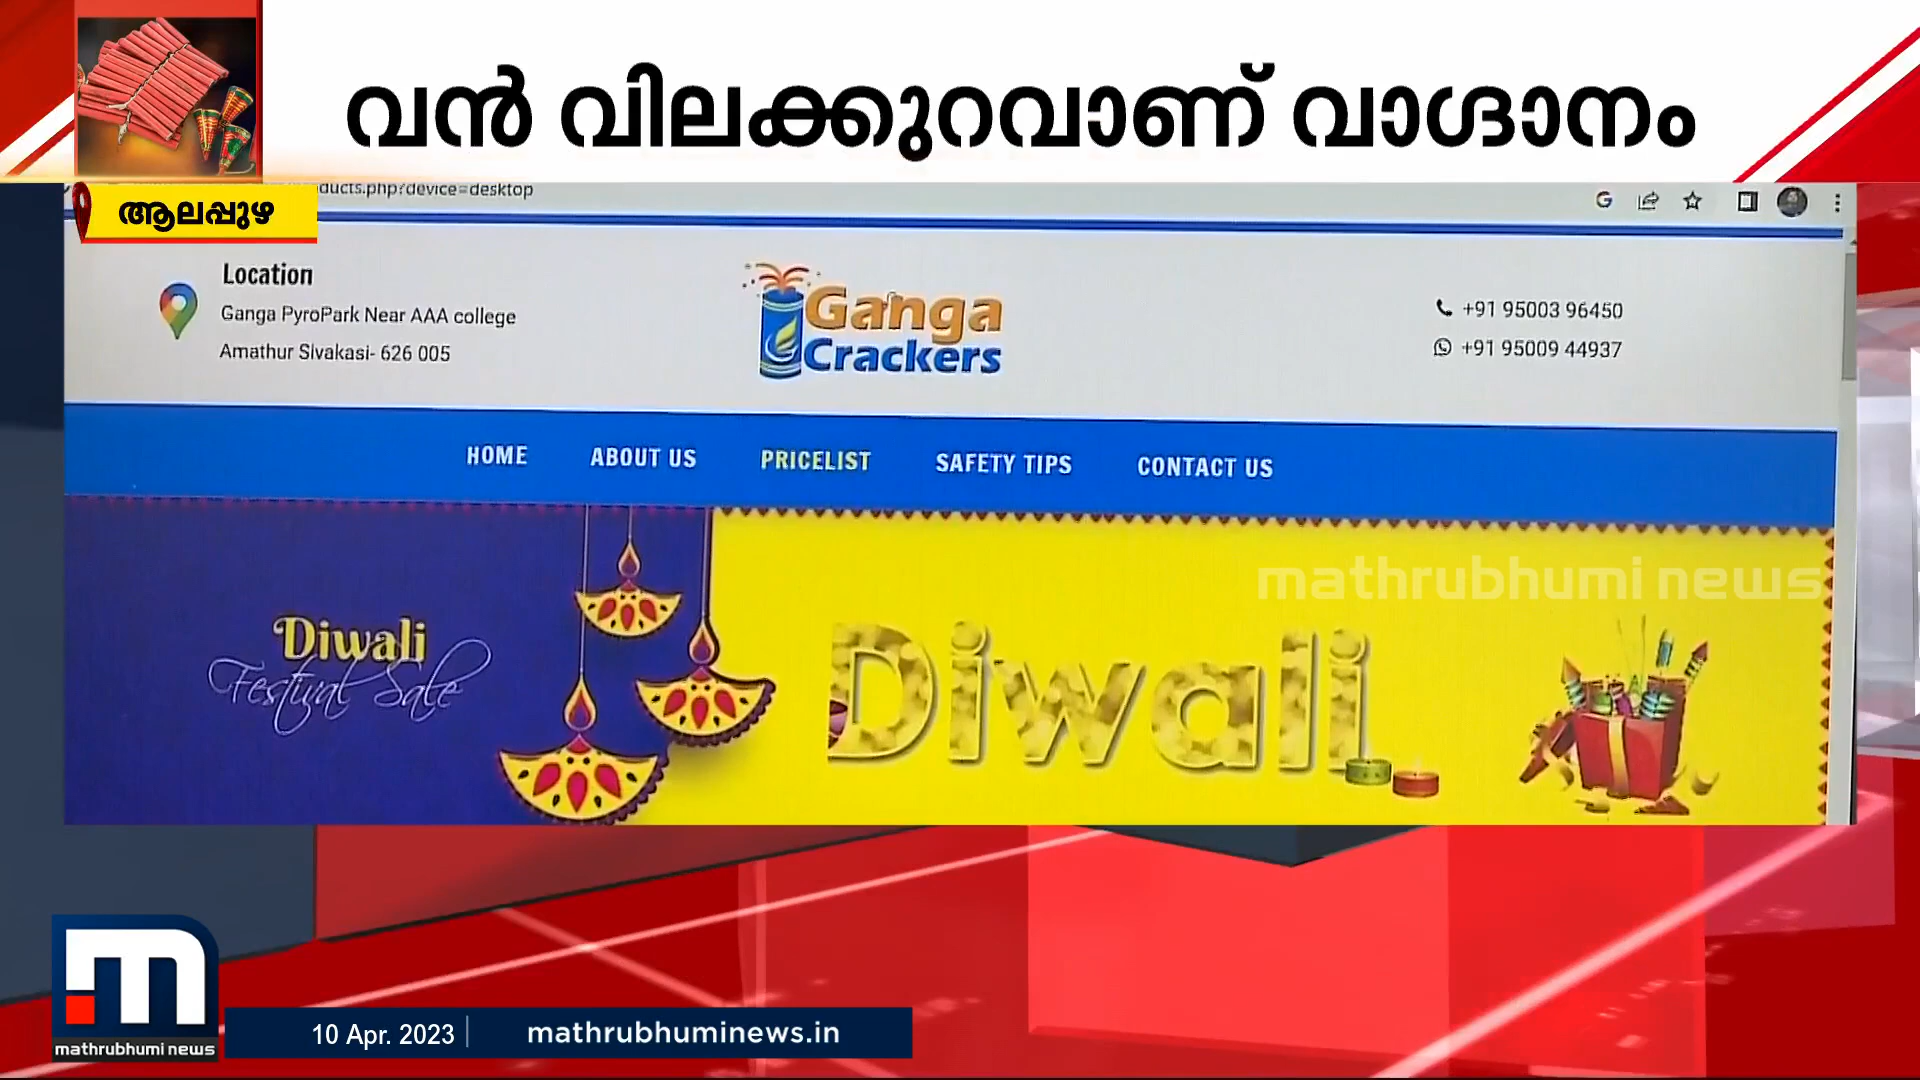 വൻ വിലക്കുറവാണ് വാഗ്ദാനം
ആലപ്പുഴ
ducts.php?device=desktop
Location
Ganga PyroPark Near AAA college
Amathur Sivakasi- 626 005
Ganga
Crackers
+91 95003 96450
+91 95009 44937
HOME ABOUT US PRICELIST SAFETY TIPS CONTACT US
mathrubhumi news
Diwali
Festival Sale
Diwali
mathrubhumi news
10 Apr. 2023
mathrubhuminews.in